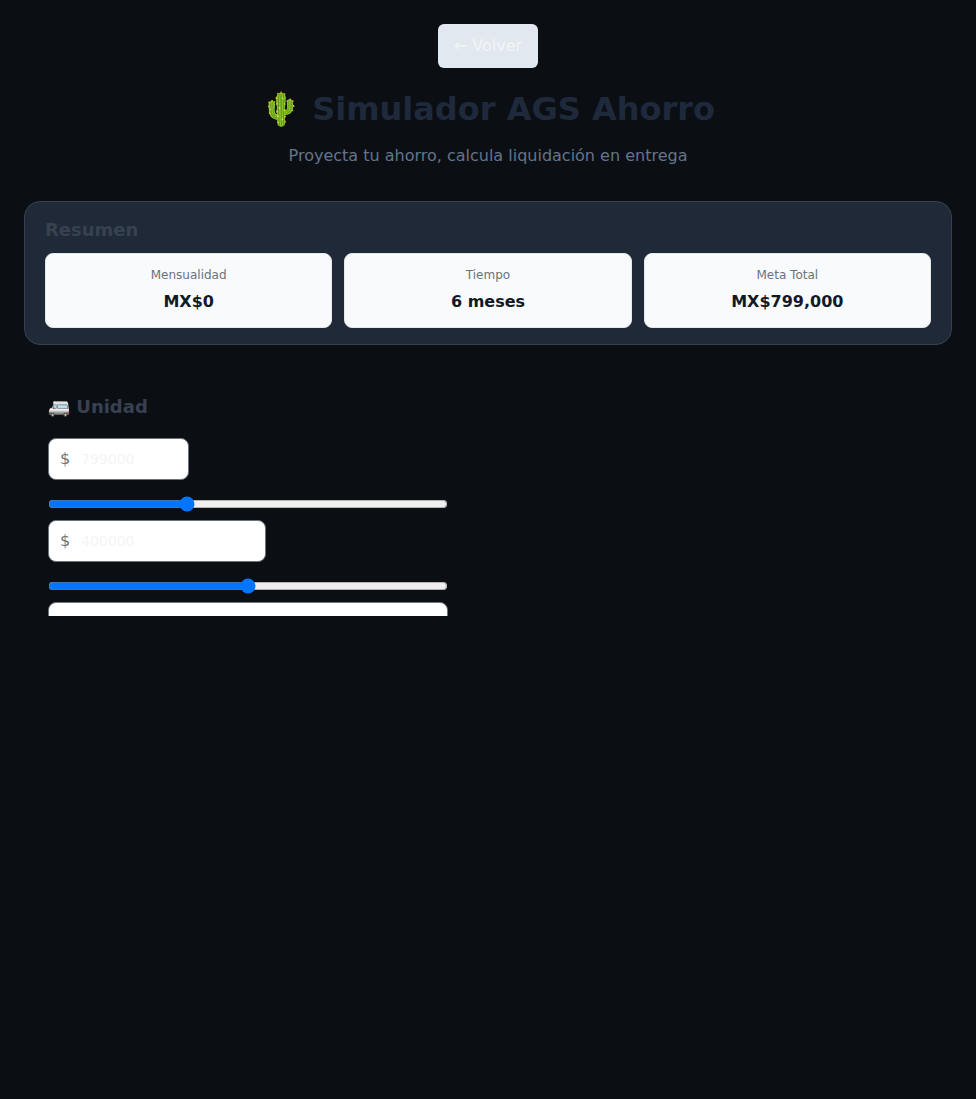 ← Volver
🌵 Simulador AGS Ahorro
Proyecta tu ahorro, calcula liquidación en entrega
Resumen
Mensualidad
MX$0
Tiempo
6 meses
Meta Total
MX$799,000
🚐 Unidad
$ 799000
$ 400000